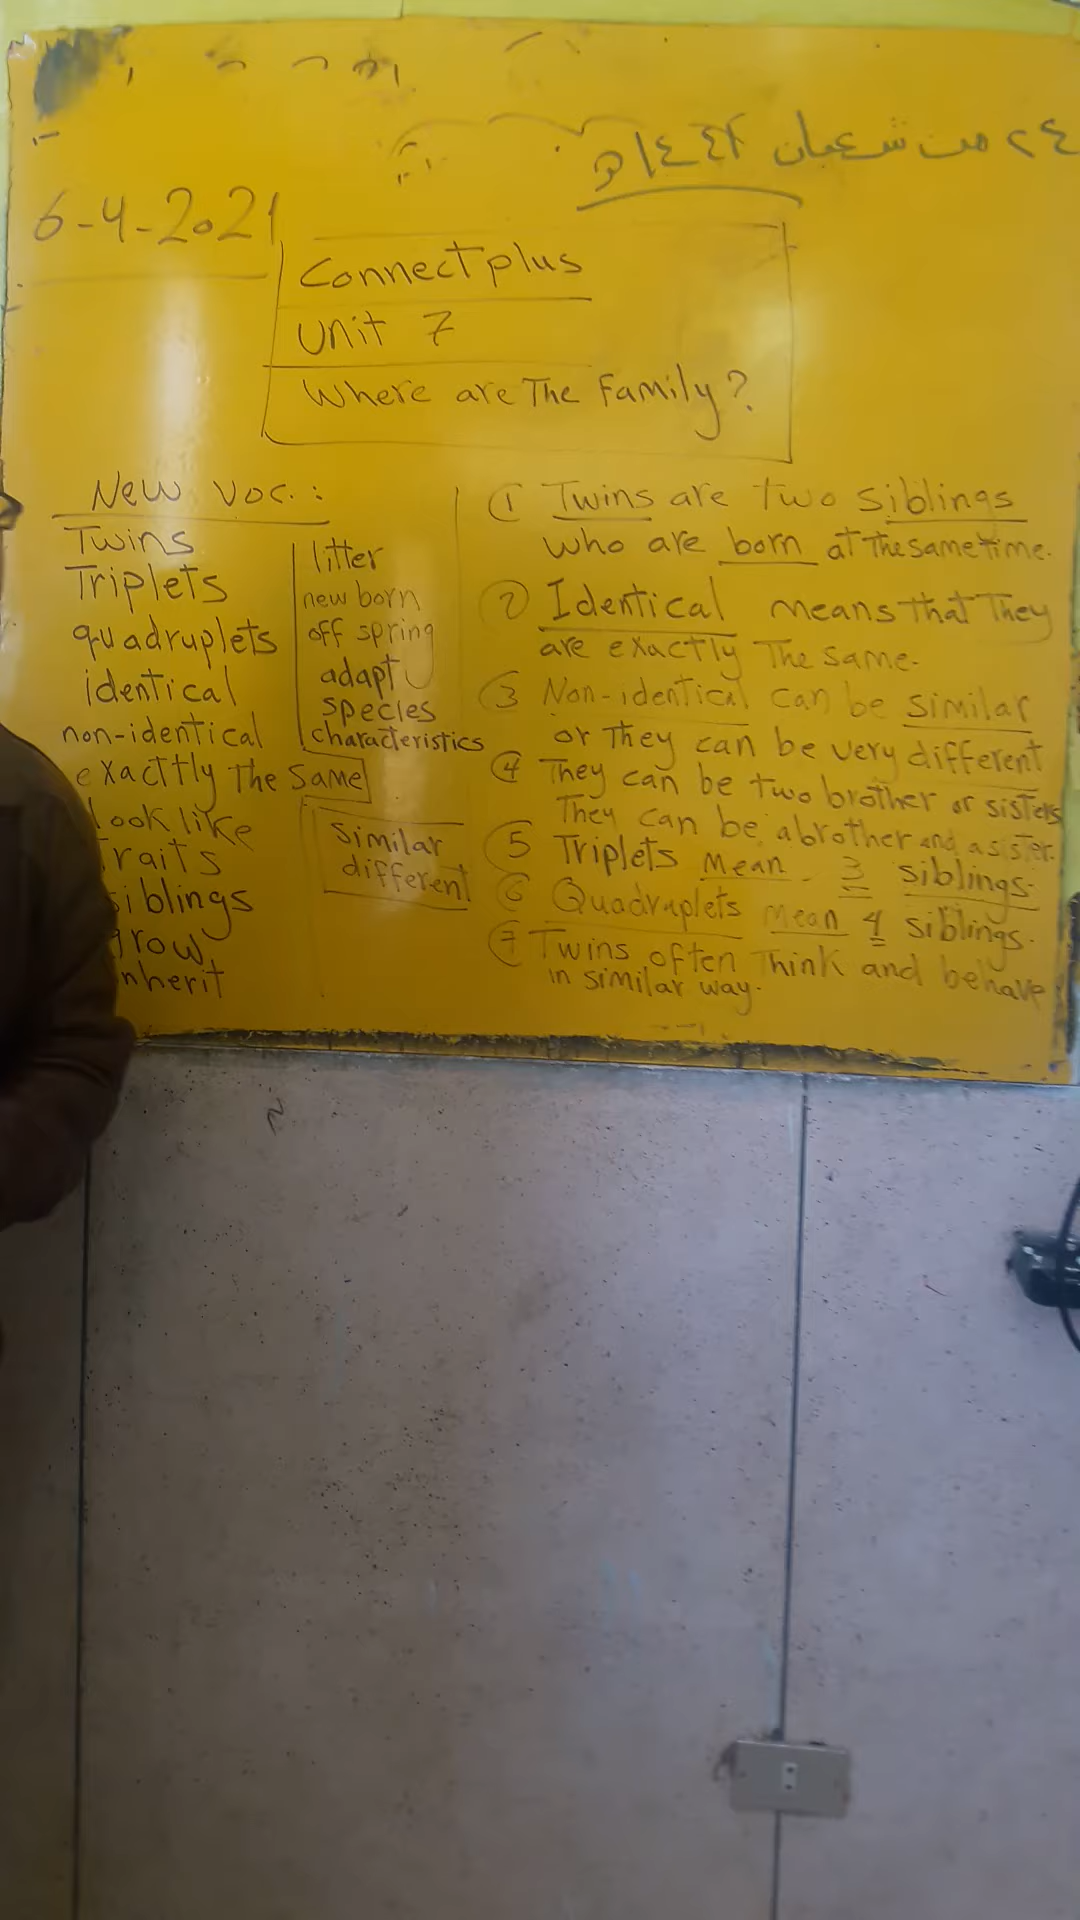 ٢٤ من شعبان ١٤٤٢ ه
6-4-2021
Connect plus
Unit 7
Where are The Family?
New Voc. :
Twins
Triplets
quadruplets
identical
non-identical
exactly The Same
look like
Traits
siblings
grow
inherit
litter
new born
off spring
adapt
species
characteristics
Similar
different
① Twins are two siblings
who are born at The same time.
② Identical means that They
are exactly The same.
③ Non-identical can be similar
or They can be very different
④ They can be two brother or sisters
They can be a brother and a sister.
⑤ Triplets Mean 3 siblings.
⑥ Quadruplets mean 4 siblings.
⑦ Twins often Think and behave
in similar way.